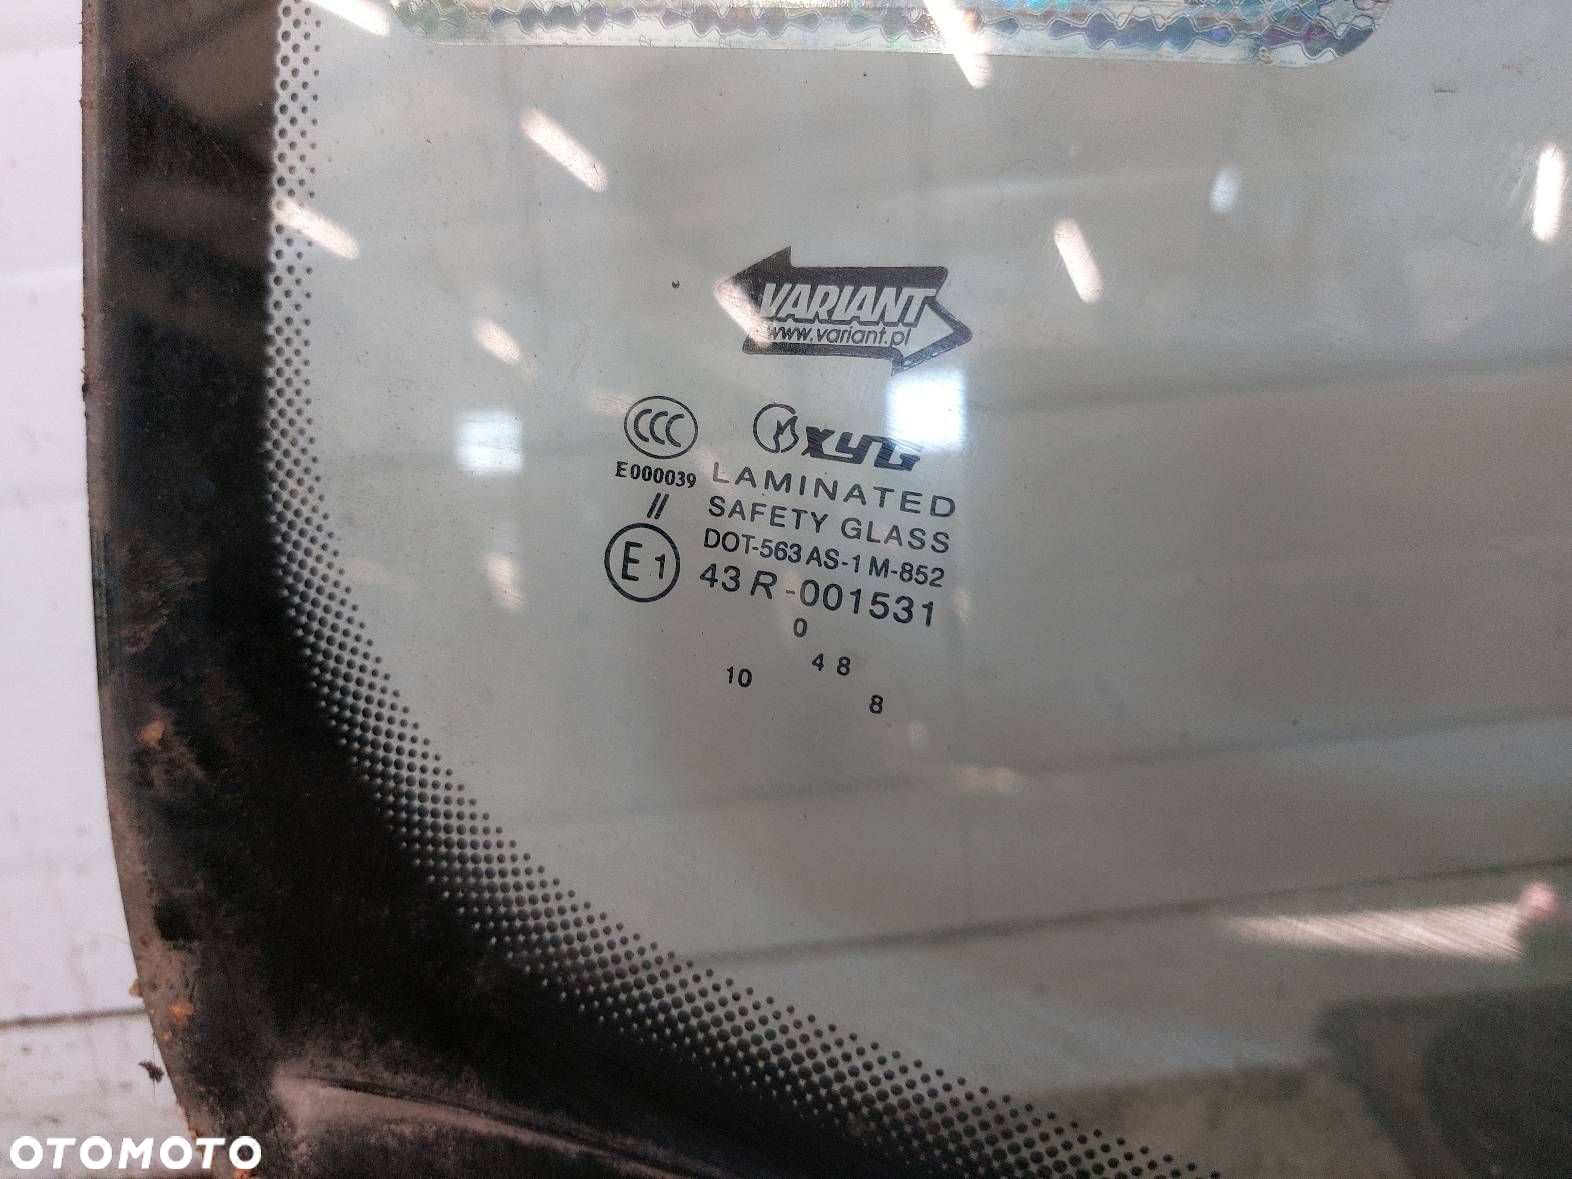 VARIANT
www.variant.pl
CCC
XYG
E000039
LAMINATED
SAFETY GLASS
//
DOT-563 AS-1 M-852
E1
43R-001531
0
4 8
10
8
OTOMOTO